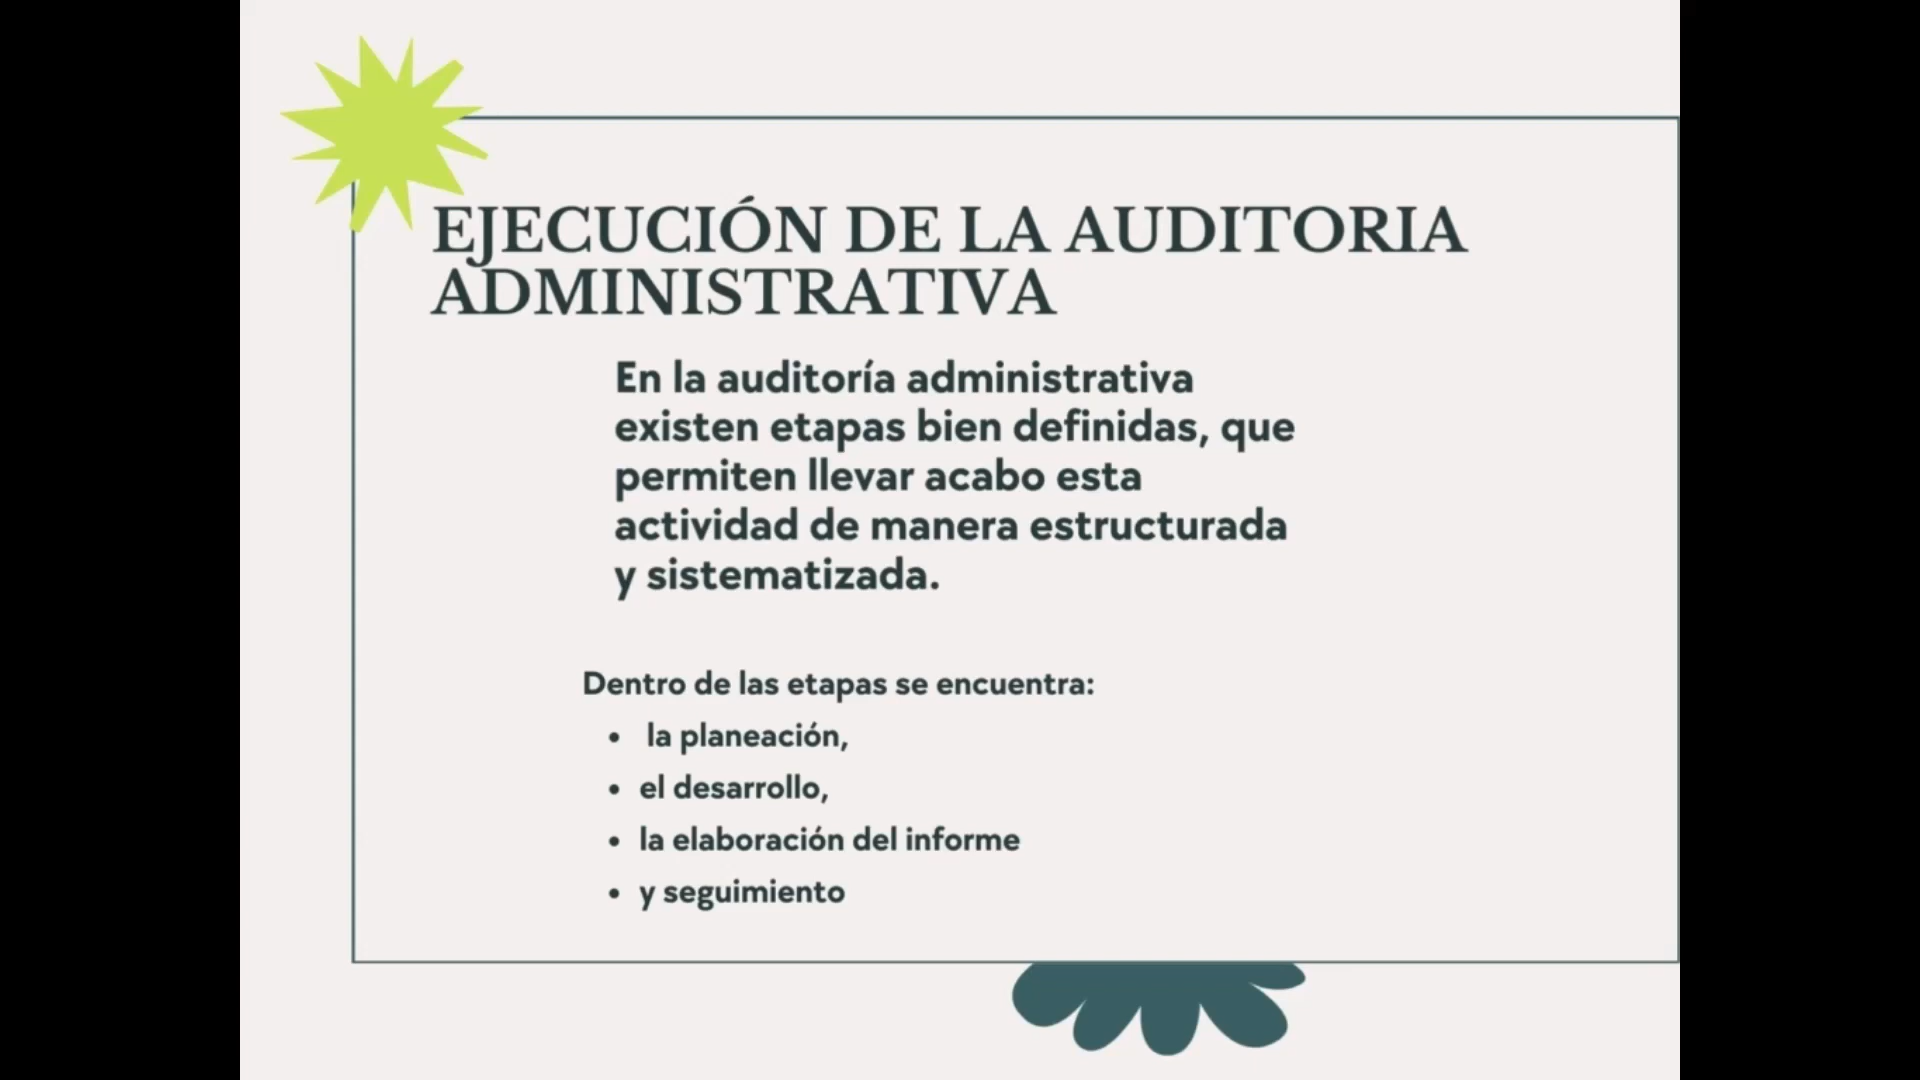 EJECUCIÓN DE LA AUDITORIA
ADMINISTRATIVA
En la auditoría administrativa
existen etapas bien definidas, que
permiten llevar acabo esta
actividad de manera estructurada
y sistematizada.
Dentro de las etapas se encuentra:
• la planeación,
• el desarrollo,
• la elaboración del informe
• y seguimiento